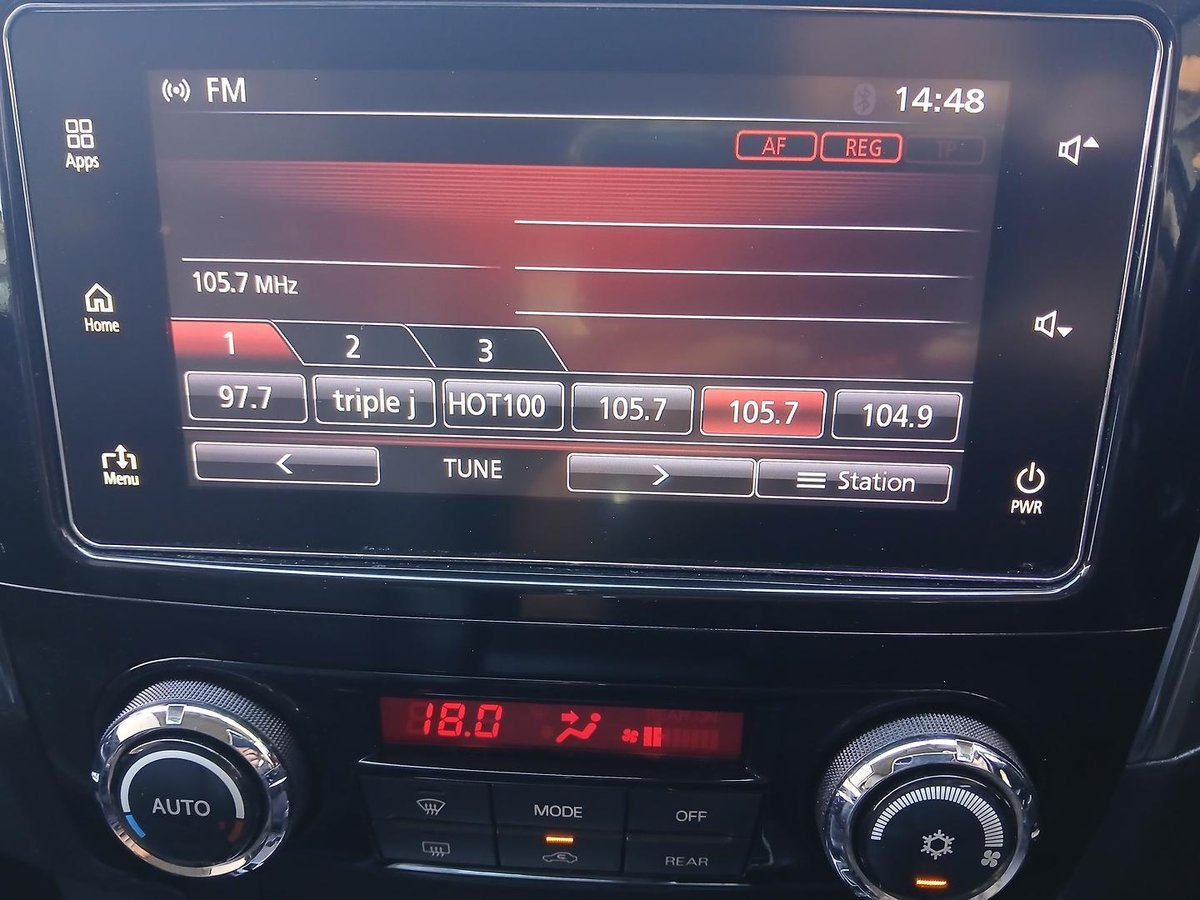 FM
14:48
Apps
AF REG TP
105.7 MHz
Home
1 2 3
97.7 triple j HOT100 105.7 105.7 104.9
< TUNE > Station
Menu
PWR
18.0
AUTO
MODE OFF
REAR